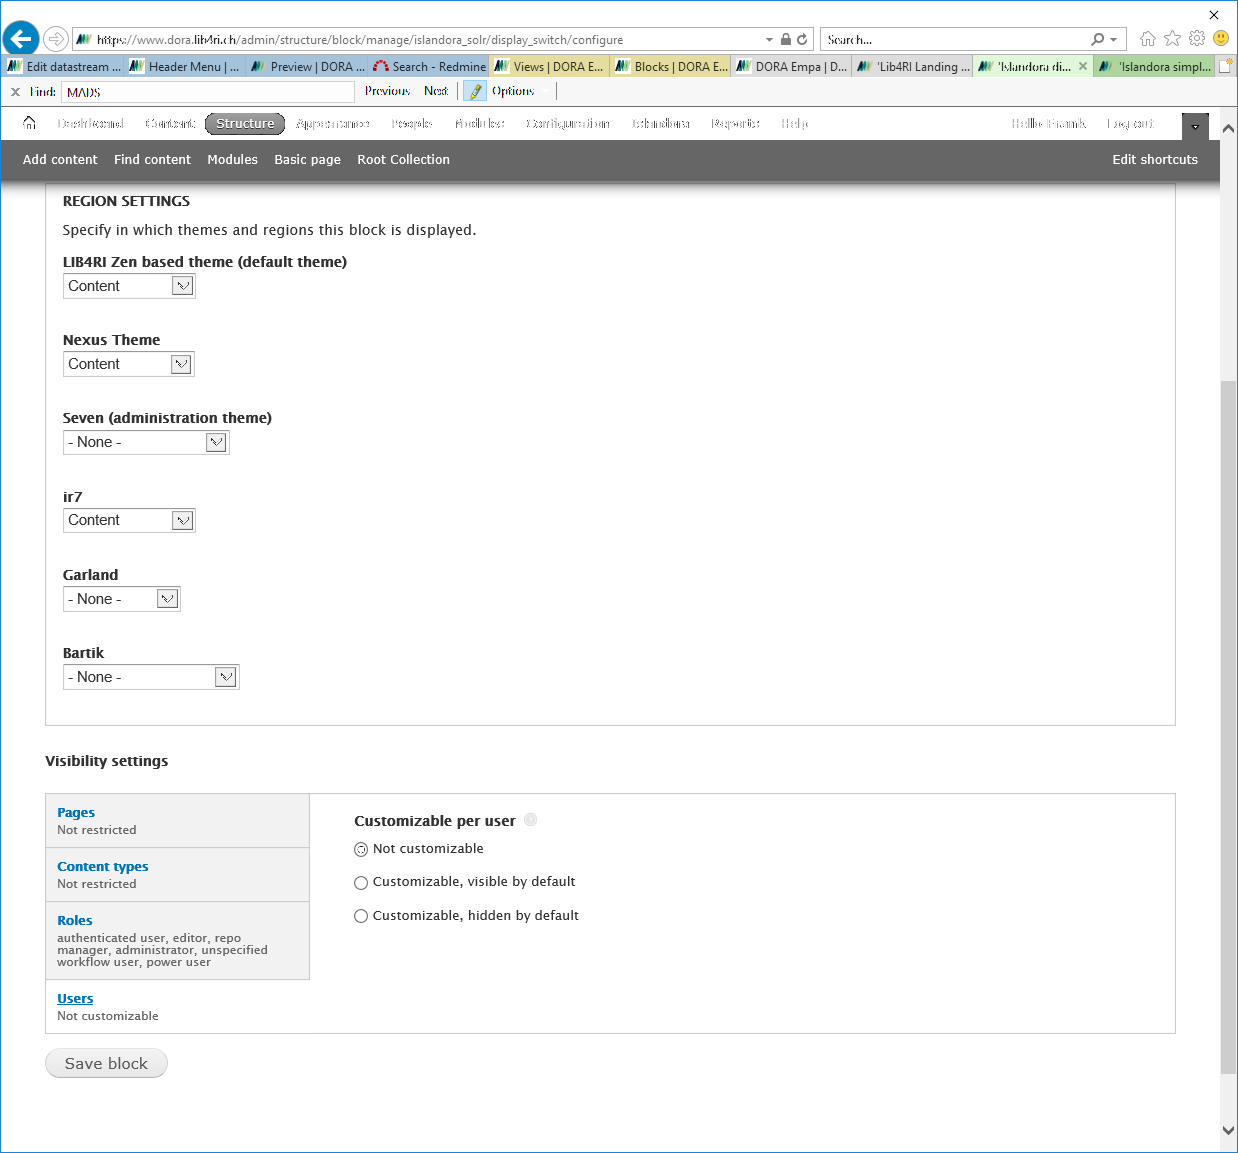 https://www.dora.lib4ri.ch/admin/structure/block/manage/islandora_solr/display_switch/configure
Search...
Edit datastream ...
Header Menu | ...
Preview | DORA ...
Search - Redmine
Views | DORA E...
Blocks | DORA E...
DORA Empa | D...
'Lib4RI Landing ...
'Islandora di...
'Islandora simpl...
Find: MADS
Previous Next Options
Dashboard Content Structure Appearance People Modules Configuration Islandora Reports Help Hello Frank Log out
Add content Find content Modules Basic page Root Collection Edit shortcuts
REGION SETTINGS
Specify in which themes and regions this block is displayed.
LIB4RI Zen based theme (default theme)
Content
Nexus Theme
Content
Seven (administration theme)
- None -
ir7
Content
Garland
- None -
Bartik
- None -
Visibility settings
Pages
Not restricted
Content types
Not restricted
Roles
authenticated user, editor, repo
manager, administrator, unspecified
workflow user, power user
Users
Not customizable
Customizable per user
Not customizable
Customizable, visible by default
Customizable, hidden by default
Save block